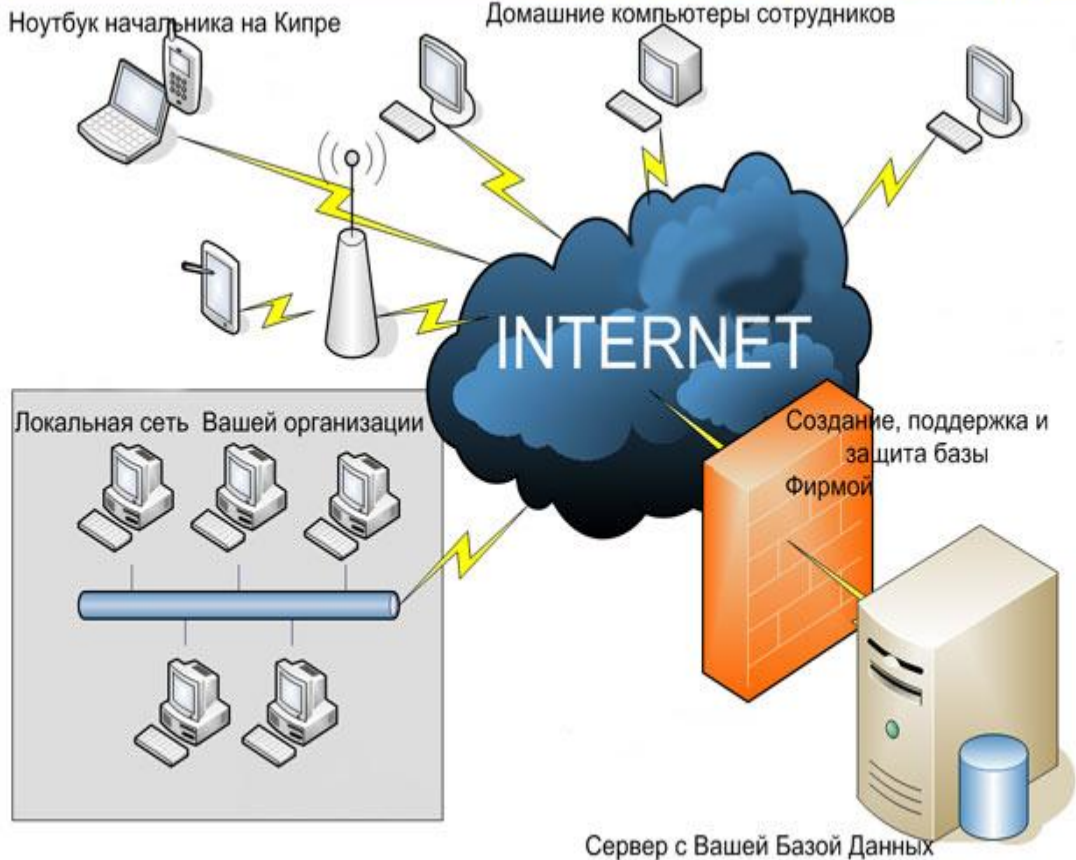 Ноутбук начальника на Кипре
Домашние компьютеры сотрудников
INTERNET
Локальная сеть Вашей организации
Создание, поддержка и
защита базы
Фирмой
Сервер с Вашей Базой Данных